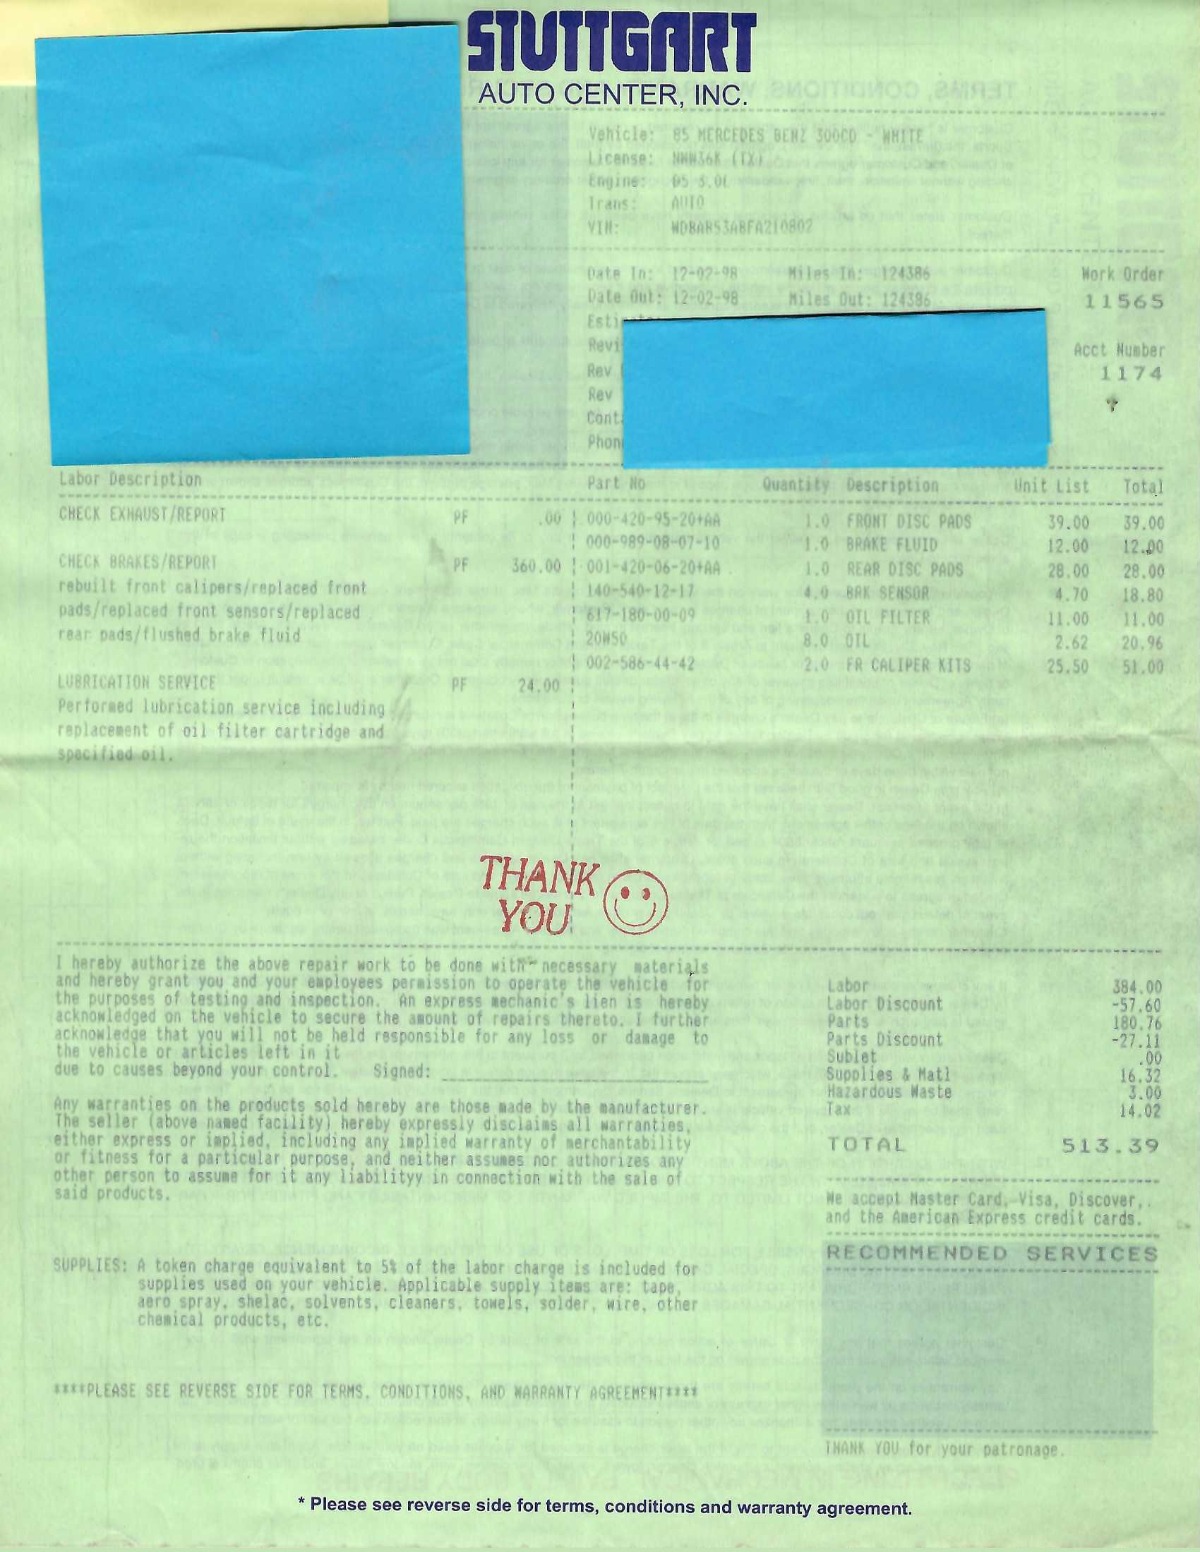 STUTTGART
AUTO CENTER, INC.
Vehicle: 85 MERCEDES BENZ 300CD - WHITE
License: NWW36K (TX)
Engine: D5 3.0L
Trans: AUTO
VIN: WDBAB53ABFA210802
Date In: 12-02-98 Miles In: 124386 Work Order
Date Out: 12-02-98 Miles Out: 124386 11565
Esti
Revi Acct Number
Rev 1174
Rev
Cont
Phon
Labor Description Part No Quantity Description Unit List Total
CHECK EXHAUST/REPORT PF .00 000-420-95-20+AA 1.0 FRONT DISC PADS 39.00 39.00
000-989-08-07-10 1.0 BRAKE FLUID 12.00 12.00
CHECK BRAKES/REPORT PF 360.00 001-420-06-20+AA 1.0 REAR DISC PADS 28.00 28.00
rebuilt front calipers/replaced front 140-540-12-17 4.0 BRK SENSOR 4.70 18.80
pads/replaced front sensors/replaced 617-180-00-09 1.0 OIL FILTER 11.00 11.00
rear pads/flushed brake fluid 20W50 8.0 OIL 2.62 20.96
002-586-44-42 2.0 FR CALIPER KITS 25.50 51.00
LUBRICATION SERVICE PF 24.00
Performed lubrication service including
replacement of oil filter cartridge and
specified oil.
THANK
YOU
I hereby authorize the above repair work to be done with necessary materials
and hereby grant you and your employees permission to operate the vehicle for
the purposes of testing and inspection. An express mechanic's lien is hereby
acknowledged on the vehicle to secure the amount of repairs thereto. I further
acknowledge that you will not be held responsible for any loss or damage to
the vehicle or articles left in it
due to causes beyond your control. Signed:
Any warranties on the products sold hereby are those made by the manufacturer.
The seller (above named facility) hereby expressly disclaims all warranties,
either express or implied, including any implied warranty of merchantability
or fitness for a particular purpose, and neither assumes nor authorizes any
other person to assume for it any liabilityy in connection with the sale of
said products.
SUPPLIES: A token charge equivalent to 5% of the labor charge is included for
supplies used on your vehicle. Applicable supply items are: tape,
aero spray, shelac, solvents, cleaners, towels, solder, wire, other
chemical products, etc.
****PLEASE SEE REVERSE SIDE FOR TERMS, CONDITIONS, AND WARRANTY AGREEMENT****
Labor 384.00
Labor Discount -57.60
Parts 180.76
Parts Discount -27.11
Sublet .00
Supplies & Matl 16.32
Hazardous Waste 3.00
Tax 14.02
TOTAL 513.39
We accept Master Card, Visa, Discover,
and the American Express credit cards.
RECOMMENDED SERVICES
THANK YOU for your patronage.
* Please see reverse side for terms, conditions and warranty agreement.